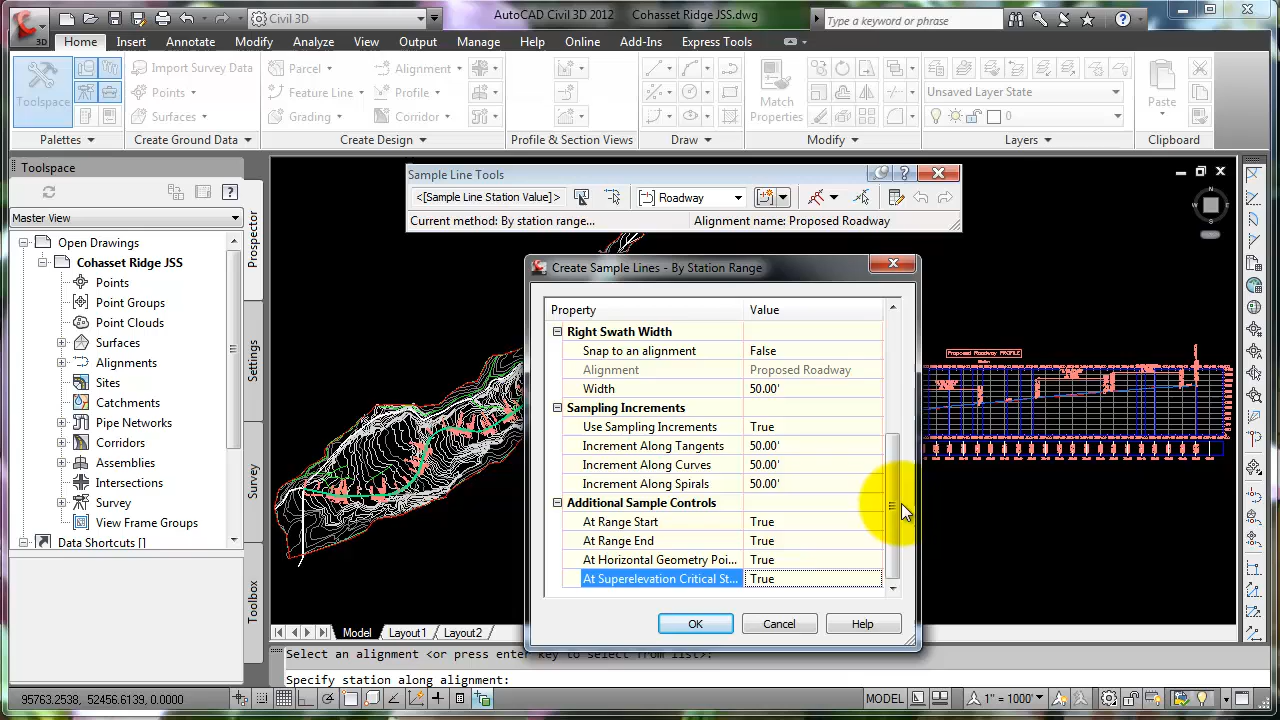 Civil 3D
AutoCAD Civil 3D 2012 Cohasset Ridge JSS.dwg
Type a keyword or phrase
3D
Home Insert Annotate Modify Analyze View Output Manage Help Online Add-Ins Express Tools
Toolspace
Import Survey Data
Points
Surfaces
Parcel
Feature Line
Grading
Alignment
Profile
Corridor
Match Properties
Unsaved Layer State
0
Paste
Palettes
Create Ground Data
Create Design
Profile & Section Views
Draw
Modify
Layers
Clipboard
Toolspace
Master View
Open Drawings
Cohasset Ridge JSS
Points
Point Groups
Point Clouds
Surfaces
Alignments
Sites
Catchments
Pipe Networks
Corridors
Assemblies
Intersections
Survey
View Frame Groups
Data Shortcuts []
Prospector
Settings
Survey
Toolbox
Sample Line Tools
<[Sample Line Station Value]>
Roadway
Current method: By station range... Alignment name: Proposed Roadway
N
W
E
S
Proposed Roadway PROFILE
Create Sample Lines - By Station Range
Property Value
Right Swath Width
Snap to an alignment False
Alignment Proposed Roadway
Width 50.00'
Sampling Increments
Use Sampling Increments True
Increment Along Tangents 50.00'
Increment Along Curves 50.00'
Increment Along Spirals 50.00'
Additional Sample Controls
At Range Start True
At Range End True
At Horizontal Geometry Poi... True
At Superelevation Critical St... True
OK Cancel Help
Model Layout1 Layout2
Select an alignment <or press enter key to select from list>:
Specify station along alignment:
95763.2538, 52456.6139, 0.0000
MODEL
1" = 1000'